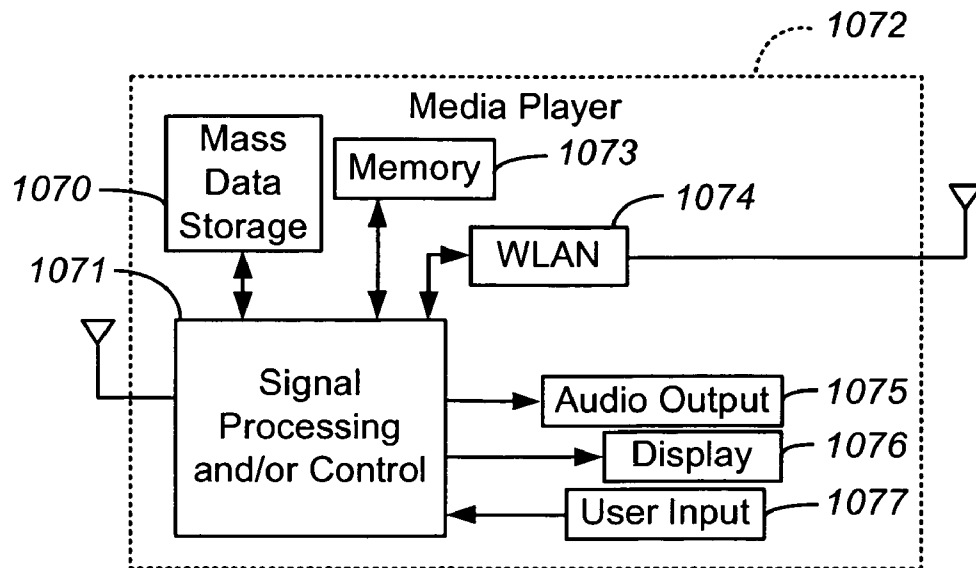 1072
Media Player
Mass
Data
Storage
1070
Memory
1073
1074
WLAN
1071
Signal
Processing
and/or Control
Audio Output
1075
Display
1076
User Input
1077